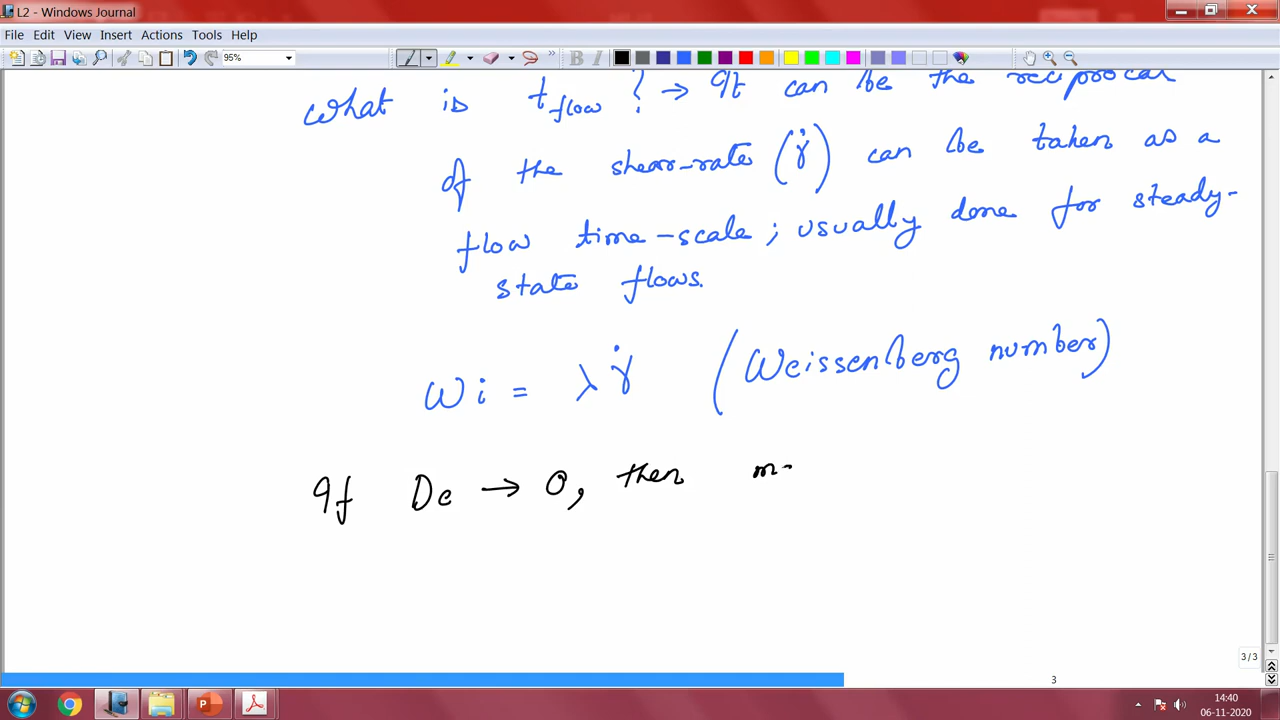 L2 - Windows Journal
File Edit View Insert Actions Tools Help
95%
What is t_flow ? → It can be the reciprocal
of the shear-rate (γ̇) can be taken as a
flow time-scale ; usually done for steady-
state flows.
Wi = λ γ̇ (Weissenberg number)
If De → 0, then m
3/3
3
14:40
06-11-2020